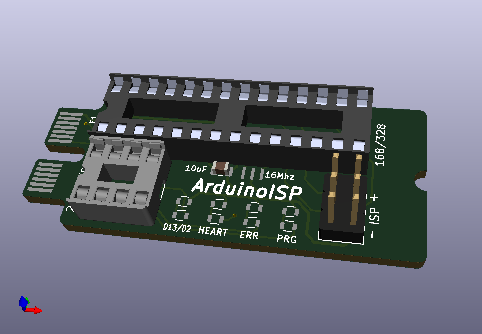 168/328
10uF
16Mhz
ArduinoISP
+
ISP
-
D13/D2 HEART ERR PRG